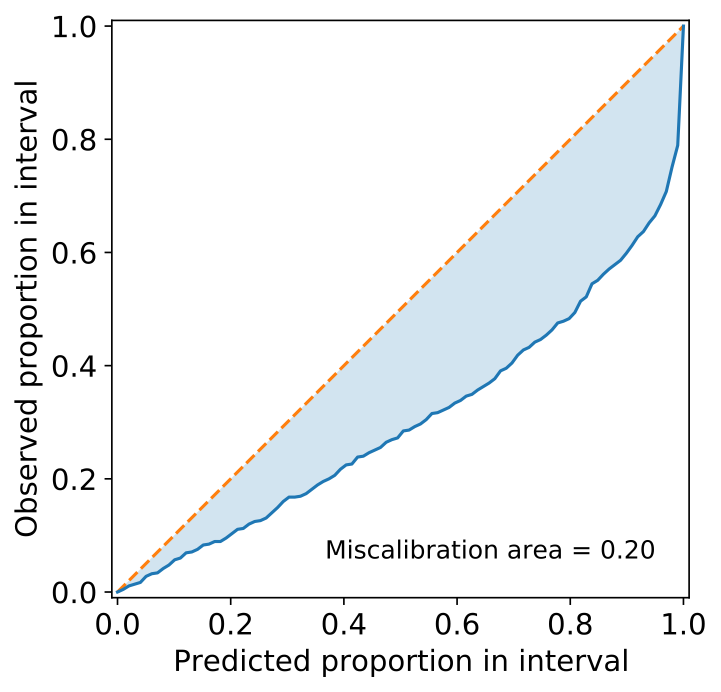 1.0
0.8
0.6
0.4
0.2
0.0
Observed proportion in interval
Miscalibration area = 0.20
0.0 0.2 0.4 0.6 0.8 1.0
Predicted proportion in interval